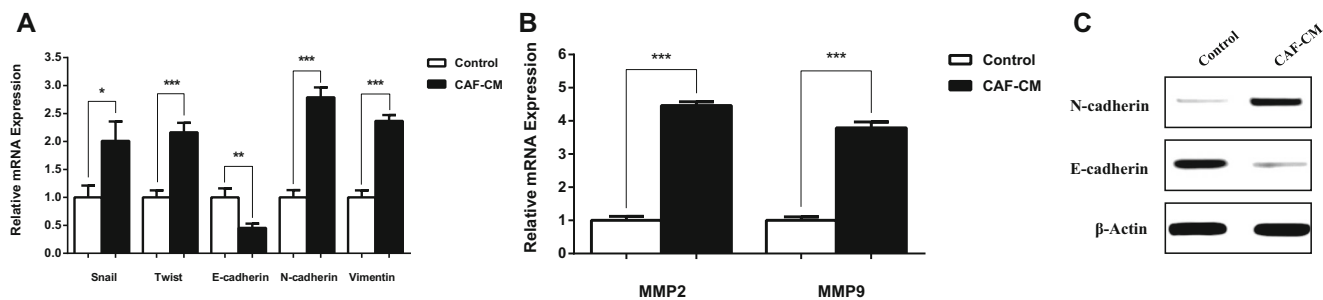 A
Relative mRNA Expression
3.5
3.0
2.5
2.0
1.5
1.0
0.5
0.0
*
***
**
***
***
Snail
Twist
E-cadherin
N-cadherin
Vimentin
Control
CAF-CM
B
Relative mRNA Expression
6
5
4
2
1
0
***
***
MMP2
MMP9
Control
CAF-CM
C
Control
CAF-CM
N-cadherin
E-cadherin
β-Actin